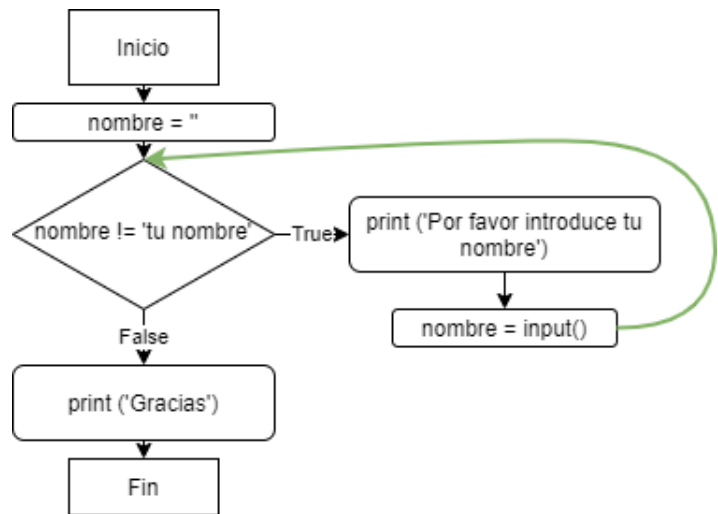 Inicio
nombre = ''
nombre != 'tu nombre'
True
print ('Por favor introduce tu
nombre')
nombre = input()
False
print ('Gracias')
Fin